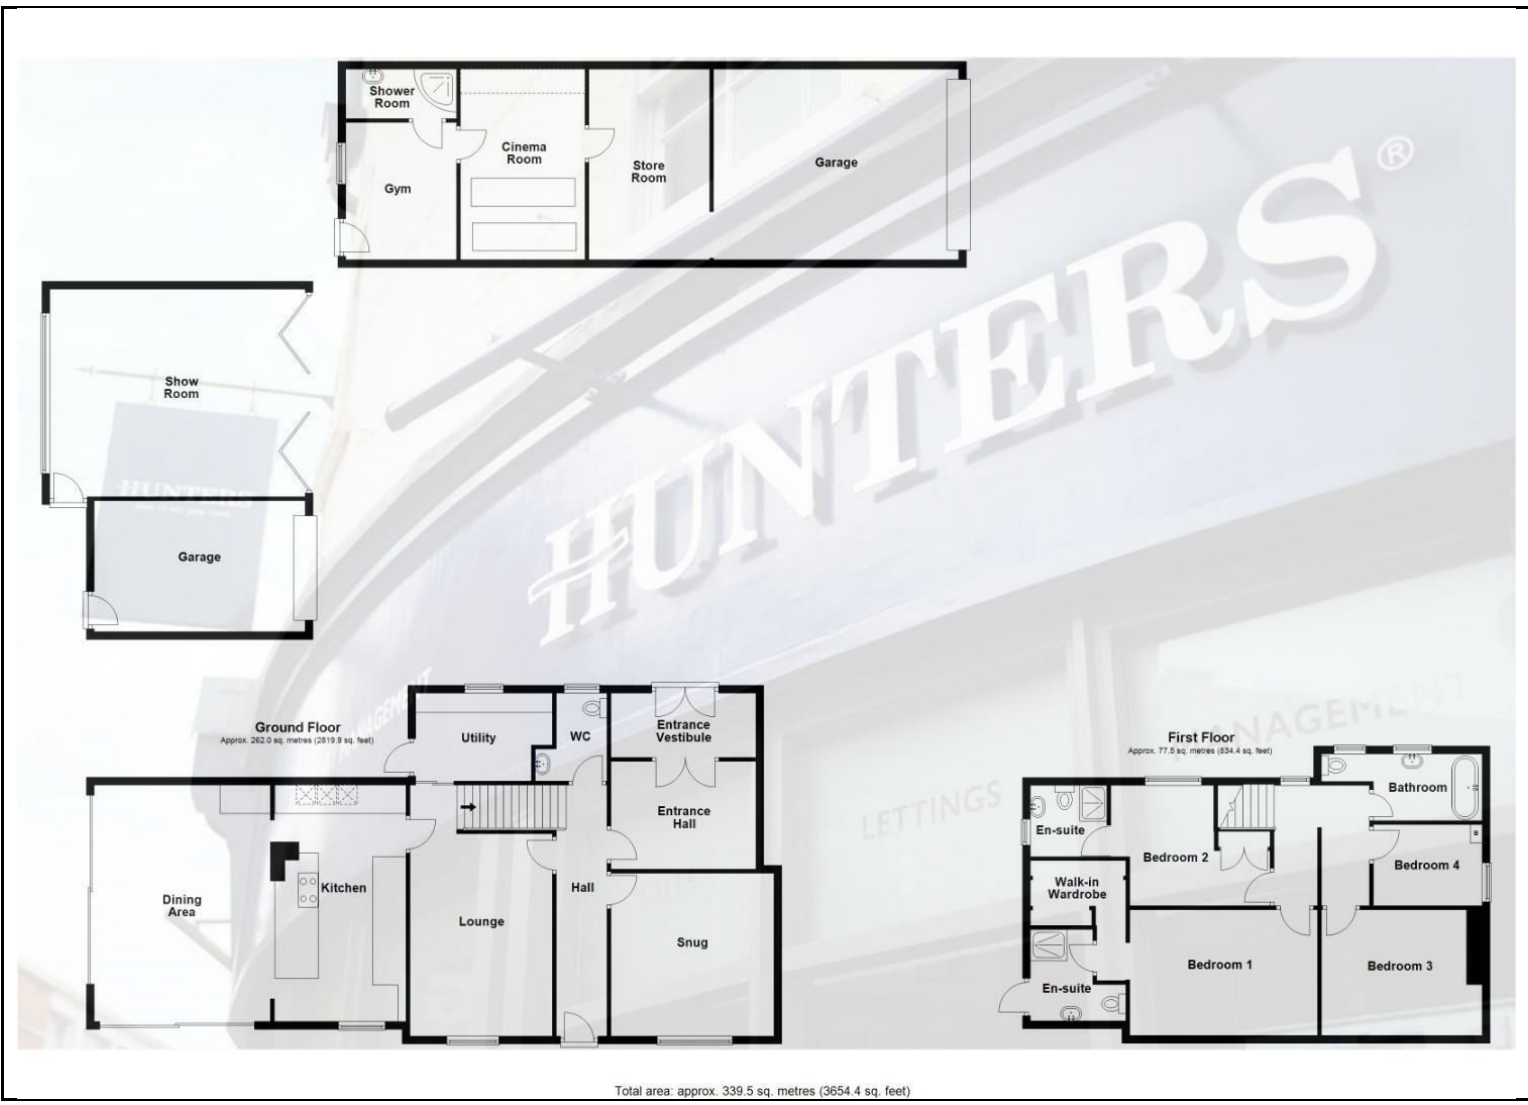 Shower
Room
Gym
Cinema
Room
Store
Room
Garage
HUNTERS®
Show
Room
HUNTERS
Garage
MANAGEMENT
Ground Floor
Approx. 262.0 sq. metres (2819.9 sq. feet)
Utility
WC
Entrance
Vestibule
Entrance
Hall
Dining
Area
Kitchen
Lounge
Hall
Snug
LETTINGS
MANAGEMENT
First Floor
Approx. 77.5 sq. metres (834.4 sq. feet)
Bathroom
En-suite
Bedroom 2
Bedroom 4
Walk-in
Wardrobe
Bedroom 1
Bedroom 3
En-suite
Total area: approx. 339.5 sq. metres (3654.4 sq. feet)